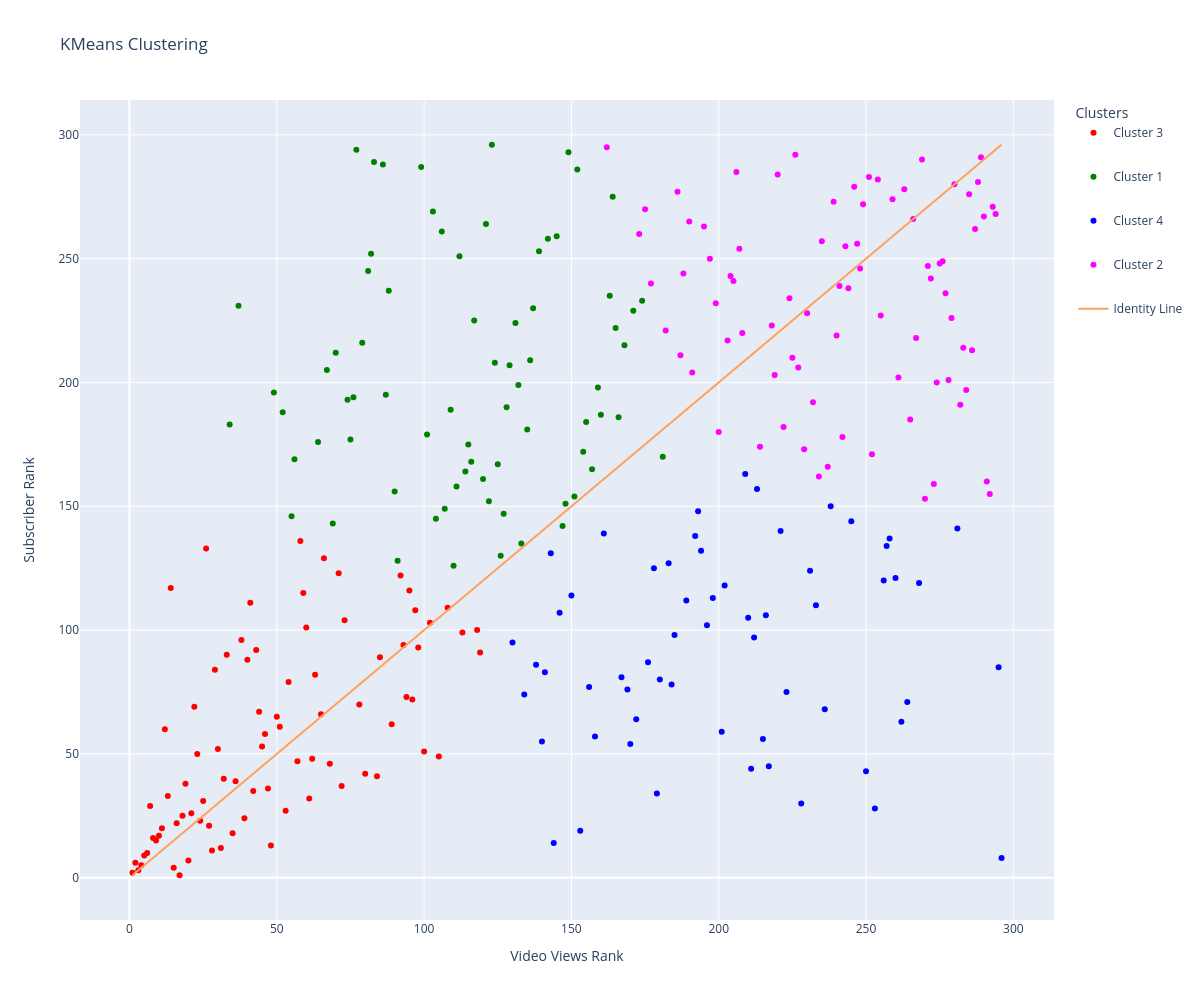 KMeans Clustering
Clusters
Cluster 3
Cluster 1
Cluster 4
Cluster 2
Identity Line
Subscriber Rank
300
250
200
150
100
50
0
0 50 100 150 200 250 300
Video Views Rank